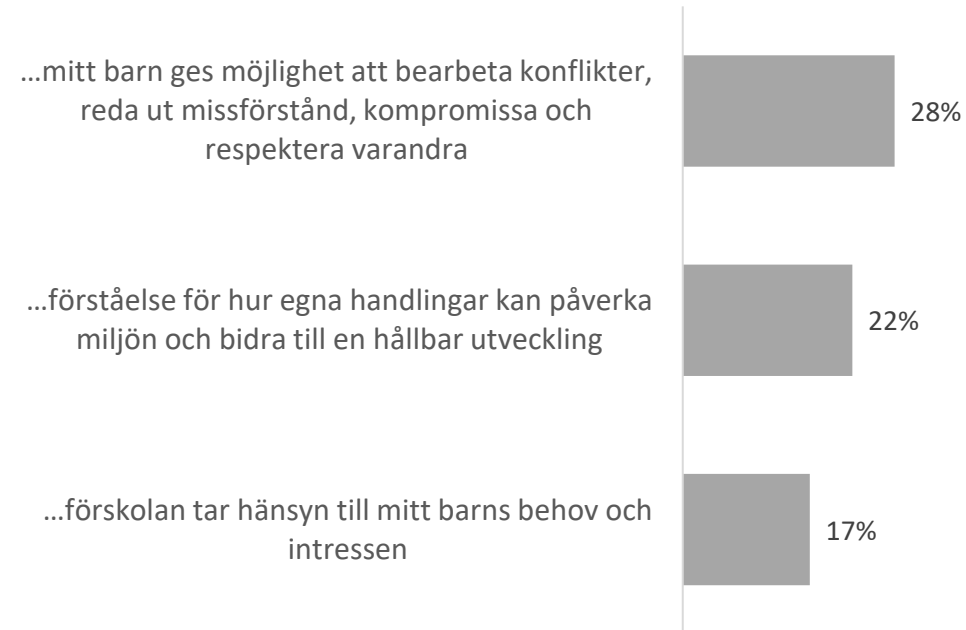 ...mitt barn ges möjlighet att bearbeta konflikter,
reda ut missförstånd, kompromissa och
respektera varandra
28%
...förståelse för hur egna handlingar kan påverka
miljön och bidra till en hållbar utveckling
22%
...förskolan tar hänsyn till mitt barns behov och
intressen
17%